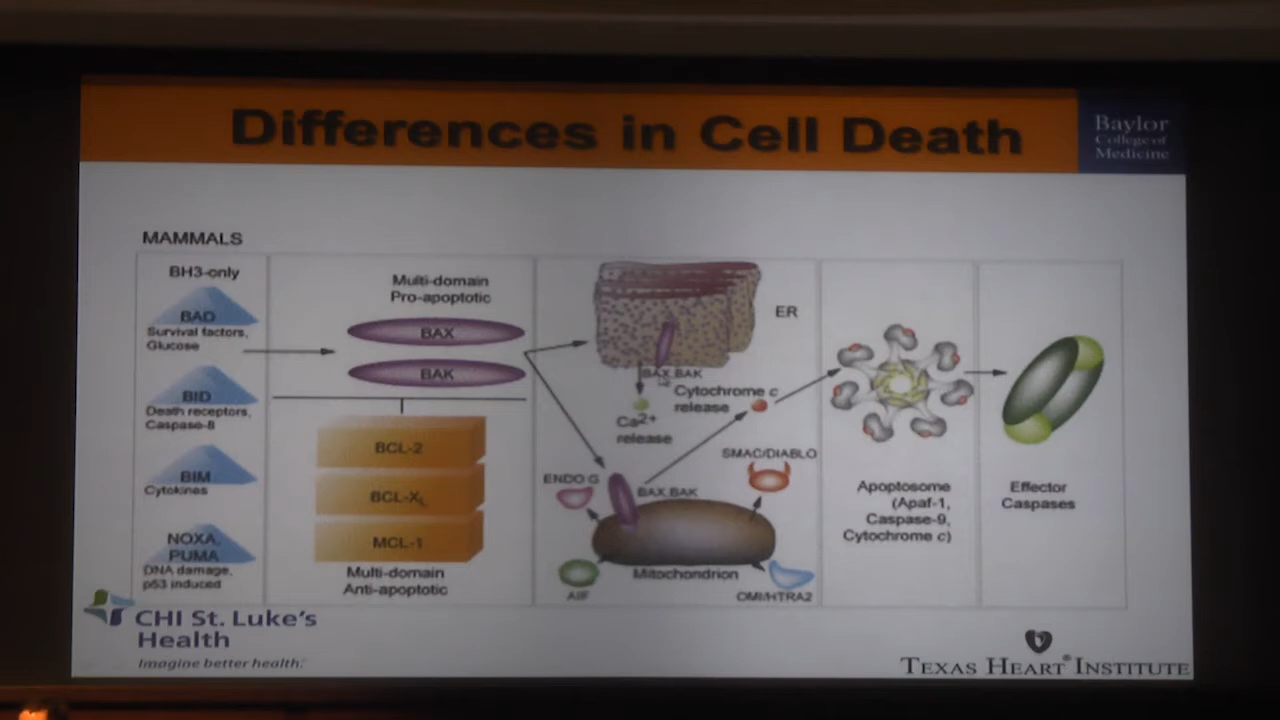 Differences in Cell Death
Baylor
College of
Medicine
MAMMALS
BH3-only
BAD
Survival factors,
Glucose
BID
Death receptors,
Caspase-8
BIM
Cytokines
NOXA,
PUMA
DNA damage,
p53 induced
Multi-domain
Pro-apoptotic
BAX
BAK
BCL-2
BCL-XL
MCL-1
Multi-domain
Anti-apoptotic
ER
BAX, BAK
Cytochrome c
release
Ca2+
release
SMAC/DIABLO
ENDO G
BAX, BAK
Mitochondrion
AIF
OMI/HTRA2
Apoptosome
(Apaf-1,
Caspase-9,
Cytochrome c)
Effector
Caspases
CHI St. Luke's
Health
Imagine better health.
TEXAS HEART® INSTITUTE